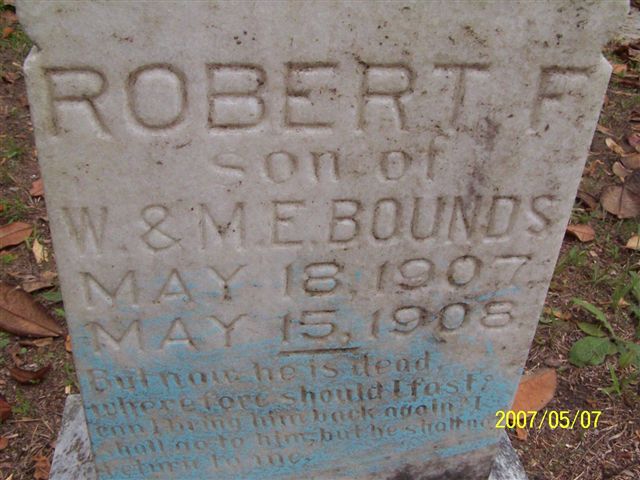 ROBERT. F
son of
W. & M. E. BOUNDS
MAY 18, 1907
MAY 15, 1908
But now he is dead,
wherefore should I fast?
can I bring him back again? I
shall go to him, but he shall not
return to me.
2007/05/07